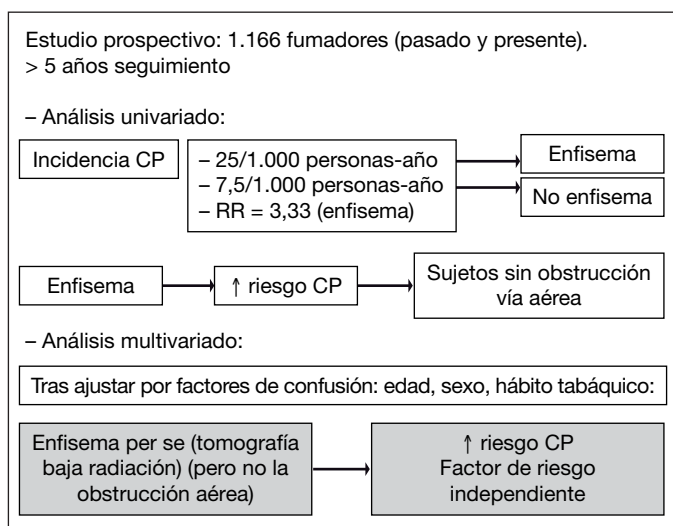 Estudio prospectivo: 1.166 fumadores (pasado y presente).
> 5 años seguimiento
– Análisis univariado:
Incidencia CP
– 25/1.000 personas-año
– 7,5/1.000 personas-año
– RR = 3,33 (enfisema)
Enfisema
No enfisema
Enfisema
↑ riesgo CP
Sujetos sin obstrucción
vía aérea
– Análisis multivariado:
Tras ajustar por factores de confusión: edad, sexo, hábito tabáquico:
Enfisema per se (tomografía
baja radiación) (pero no la
obstrucción aérea)
↑ riesgo CP
Factor de riesgo
independiente